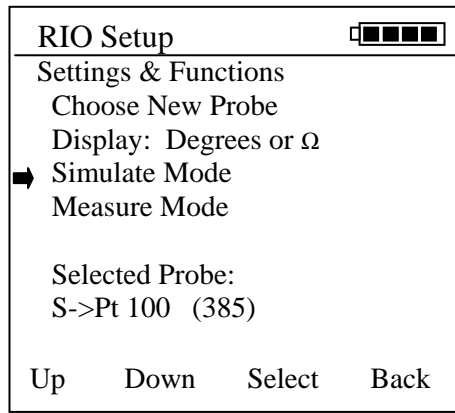 RIO Setup
Settings & Functions
Choose New Probe
Display: Degrees or Ω
Simulate Mode
Measure Mode
Selected Probe:
S->Pt 100 (385)
Up Down Select Back